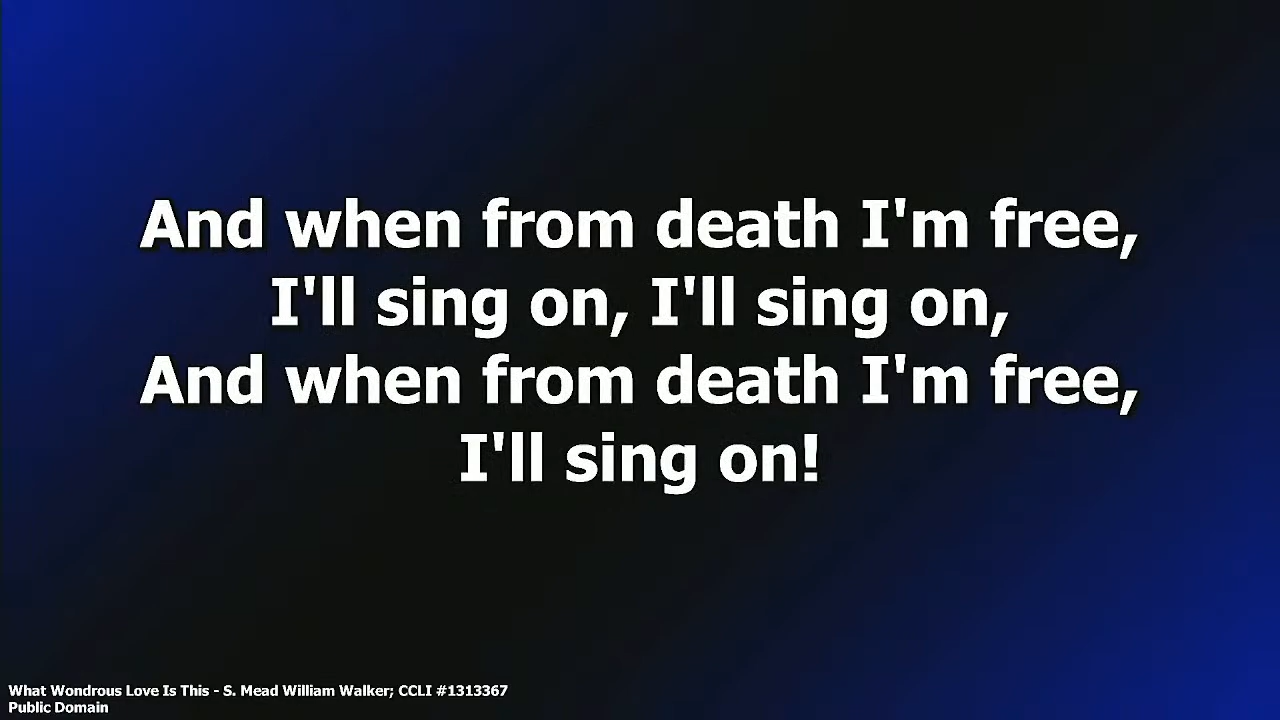 And when from death I'm free,
I'll sing on, I'll sing on,
And when from death I'm free,
I'll sing on!
What Wondrous Love Is This - S. Mead William Walker; CCLI #1313367
Public Domain